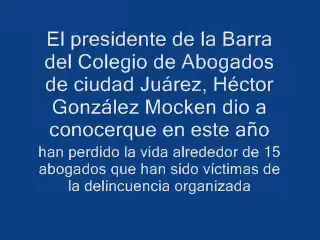 El presidente de la Barra
del Colegio de Abogados
de ciudad Juárez, Héctor
González Mocken dio a
conocerque en este año
han perdido la vida alrededor de 15
abogados que han sido víctimas de
la delincuencia organizada